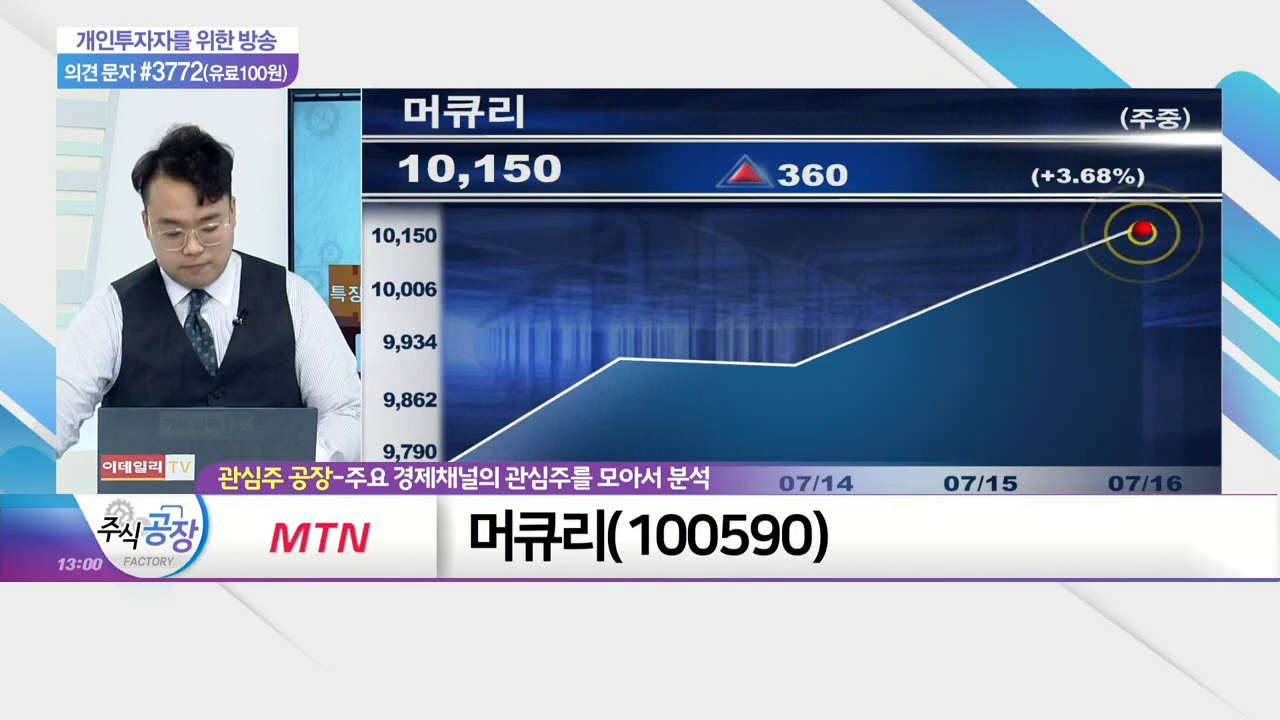 개인투자자를 위한 방송
의견 문자 #3772(유료100원)
머큐리
(주중)
10,150
360
(+3.68%)
10,150
10,006
9,934
9,862
9,790
특징
이데일리 TV
관심주 공장-주요 경제채널의 관심주를 모아서 분석
07/14
07/15
07/16
주식공장
FACTORY
13:00
MTN
머큐리(100590)